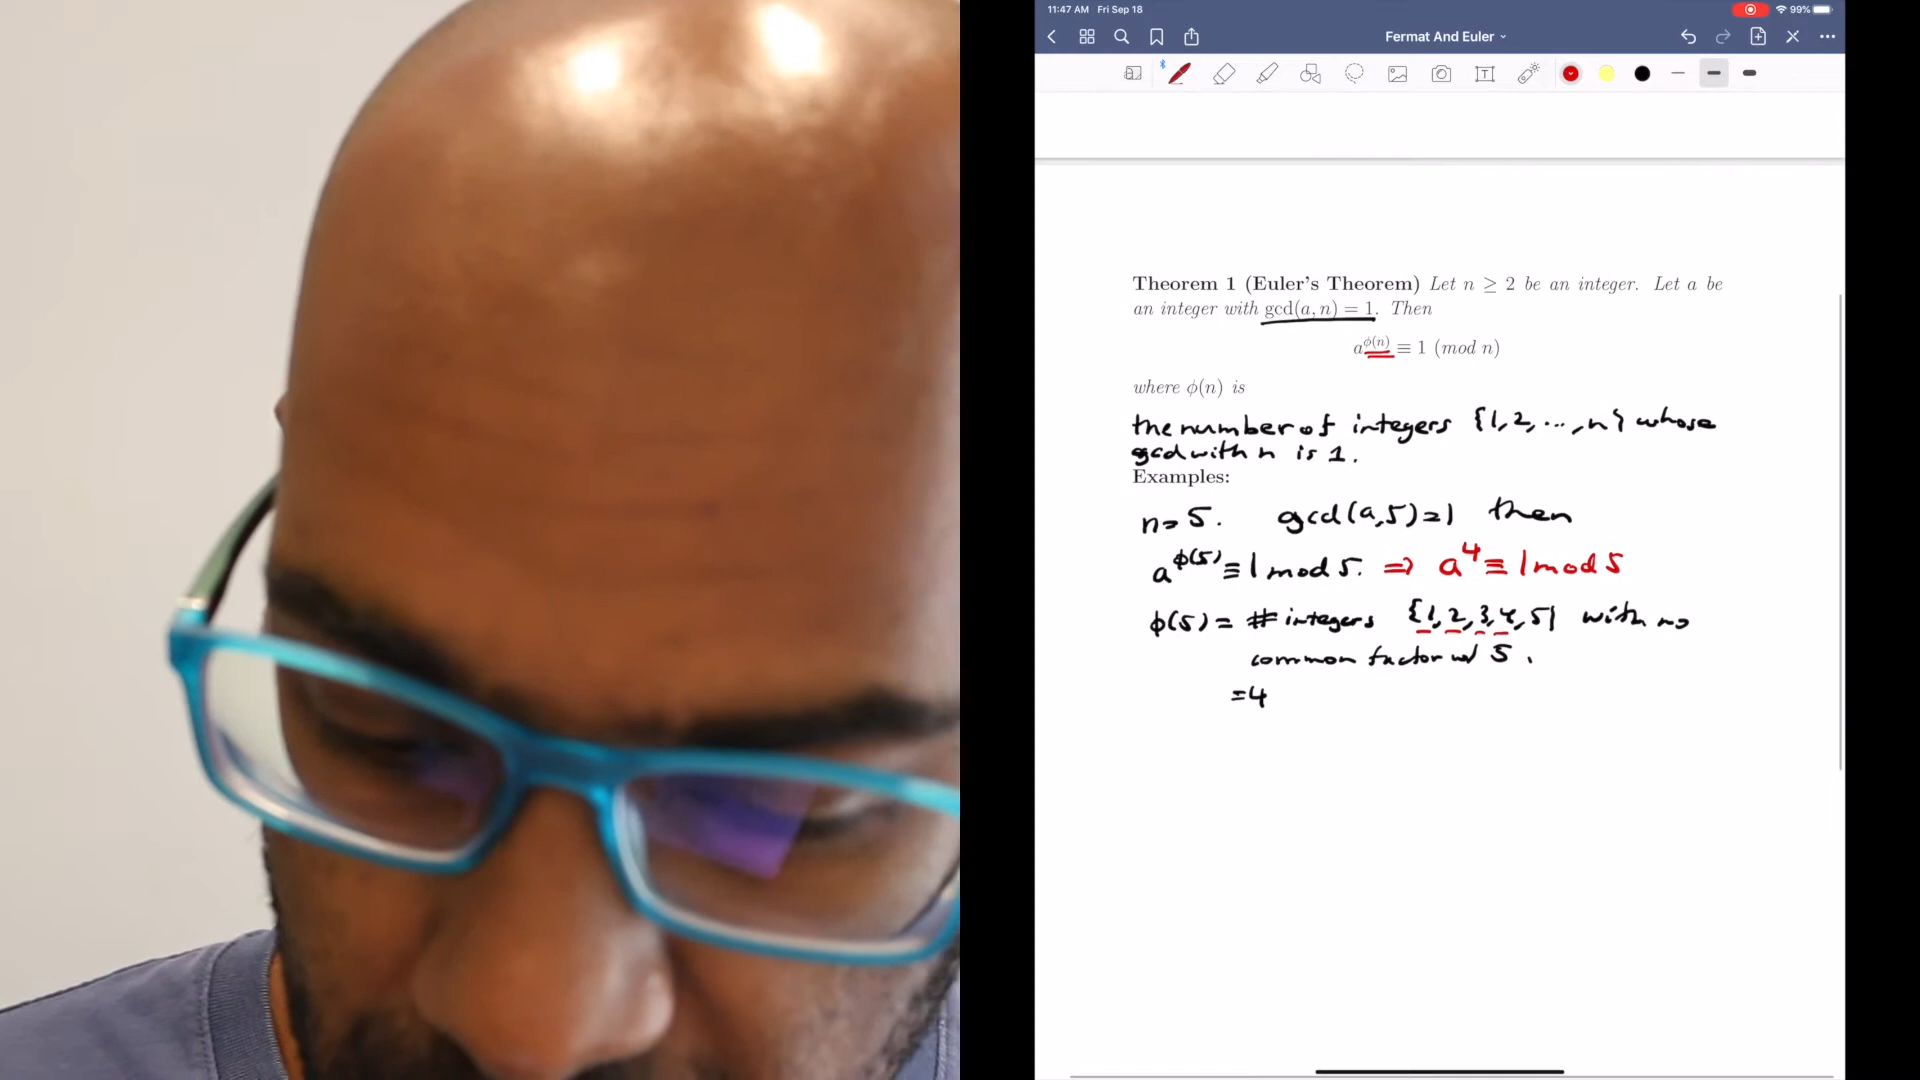 11:47 AM Fri Sep 18
99%
Fermat And Euler
Theorem 1 (Euler's Theorem) Let n ≥ 2 be an integer. Let a be
an integer with gcd(a, n) = 1. Then
a^ϕ(n) ≡ 1 (mod n)
where ϕ(n) is
the number of integers {1, 2, ..., n} whose
gcd with n is 1.
Examples:
n = 5. gcd(a, 5) = 1 then
a^ϕ(5) ≡ 1 mod 5. ⇒ a^4 ≡ 1 mod 5
ϕ(5) = # integers {1, 2, 3, 4, 5} with no
common factor w/ 5.
= 4